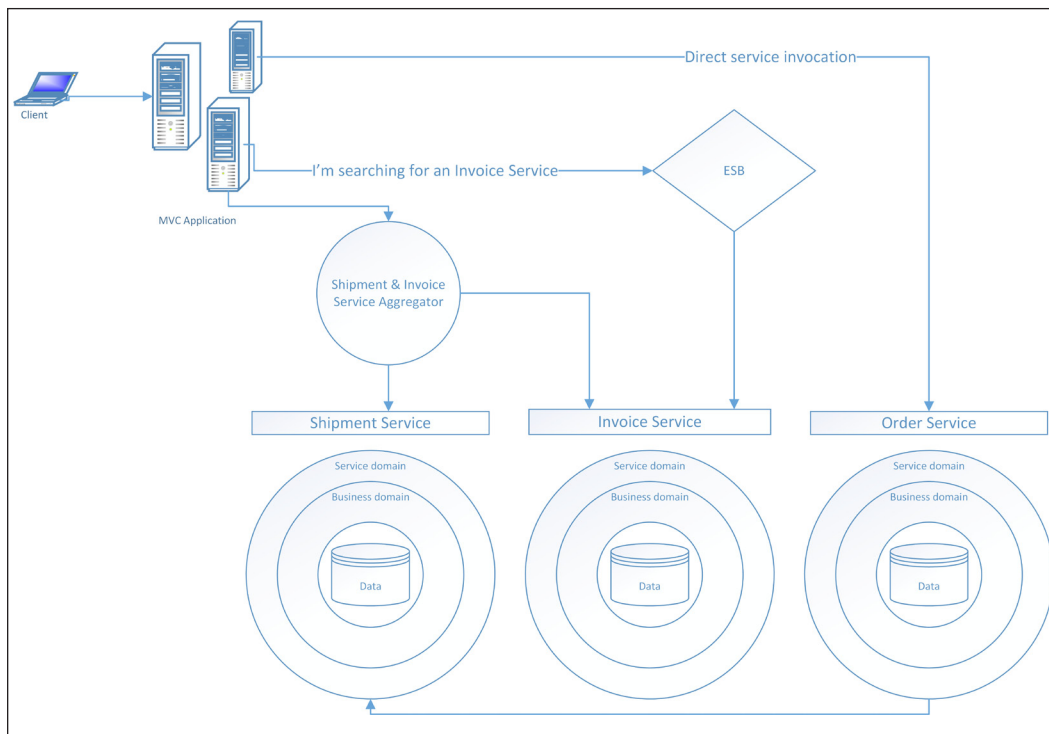 Direct service invocation
Client
I'm searching for an Invoice Service
ESB
MVC Application
Shipment & Invoice
Service Aggregator
Shipment Service
Invoice Service
Order Service
Service domain
Service domain
Service domain
Business domain
Business domain
Business domain
Data
Data
Data